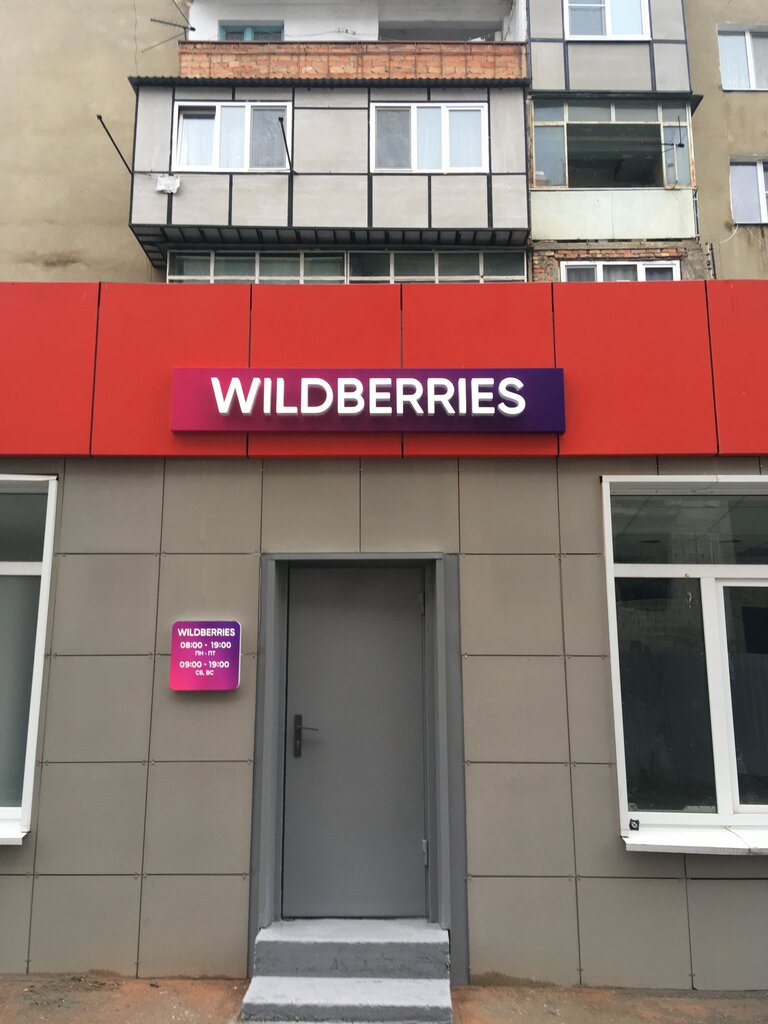 WILDBERRIES
WILDBERRIES
08:00 - 19:00
ПН - ПТ
09:00 - 19:00
СБ, ВС